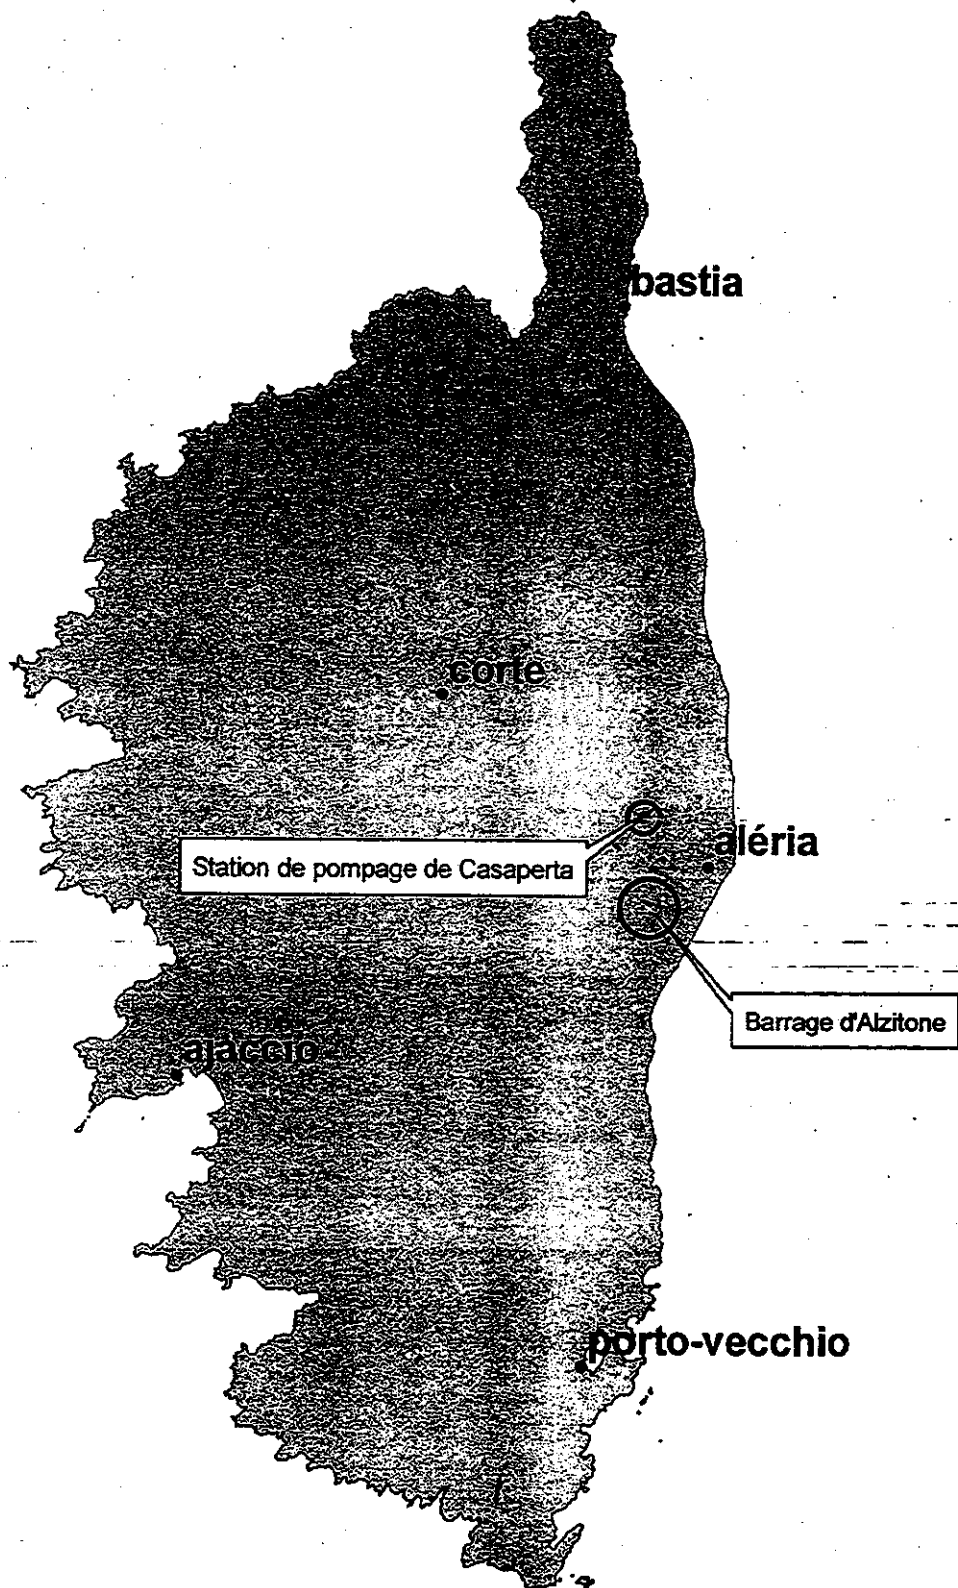 bastia
corte
aléria
Station de pompage de Casaperta
Barrage d'Alzitone
ajaccio
porto-vecchio